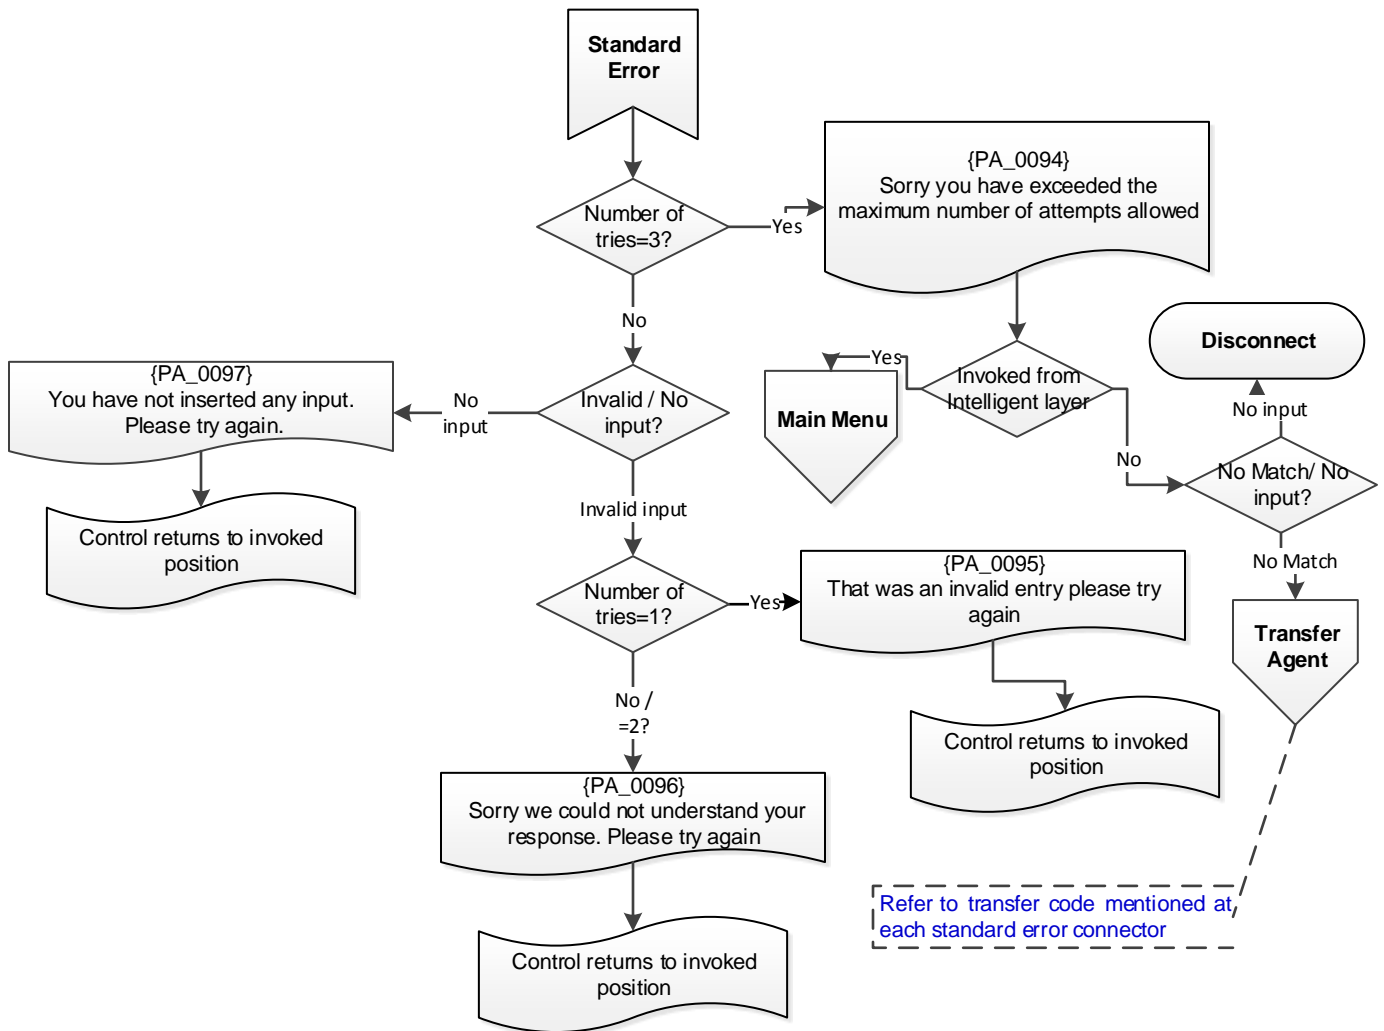 Standard
Error
{PA_0094}
Sorry you have exceeded the
maximum number of attempts allowed
Number of
tries=3?
Yes
No
Disconnect
Yes
Invoked from
Intelligent layer
Main Menu
No
No input
No Match/ No
input?
No Match
Transfer
Agent
{PA_0097}
You have not inserted any input.
Please try again.
No
input
Invalid / No
input?
Control returns to invoked
position
Invalid input
Number of
tries=1?
Yes
{PA_0095}
That was an invalid entry please try
again
Control returns to invoked
position
No /
=2?
{PA_0096}
Sorry we could not understand your
response. Please try again
Control returns to invoked
position
Refer to transfer code mentioned at
each standard error connector